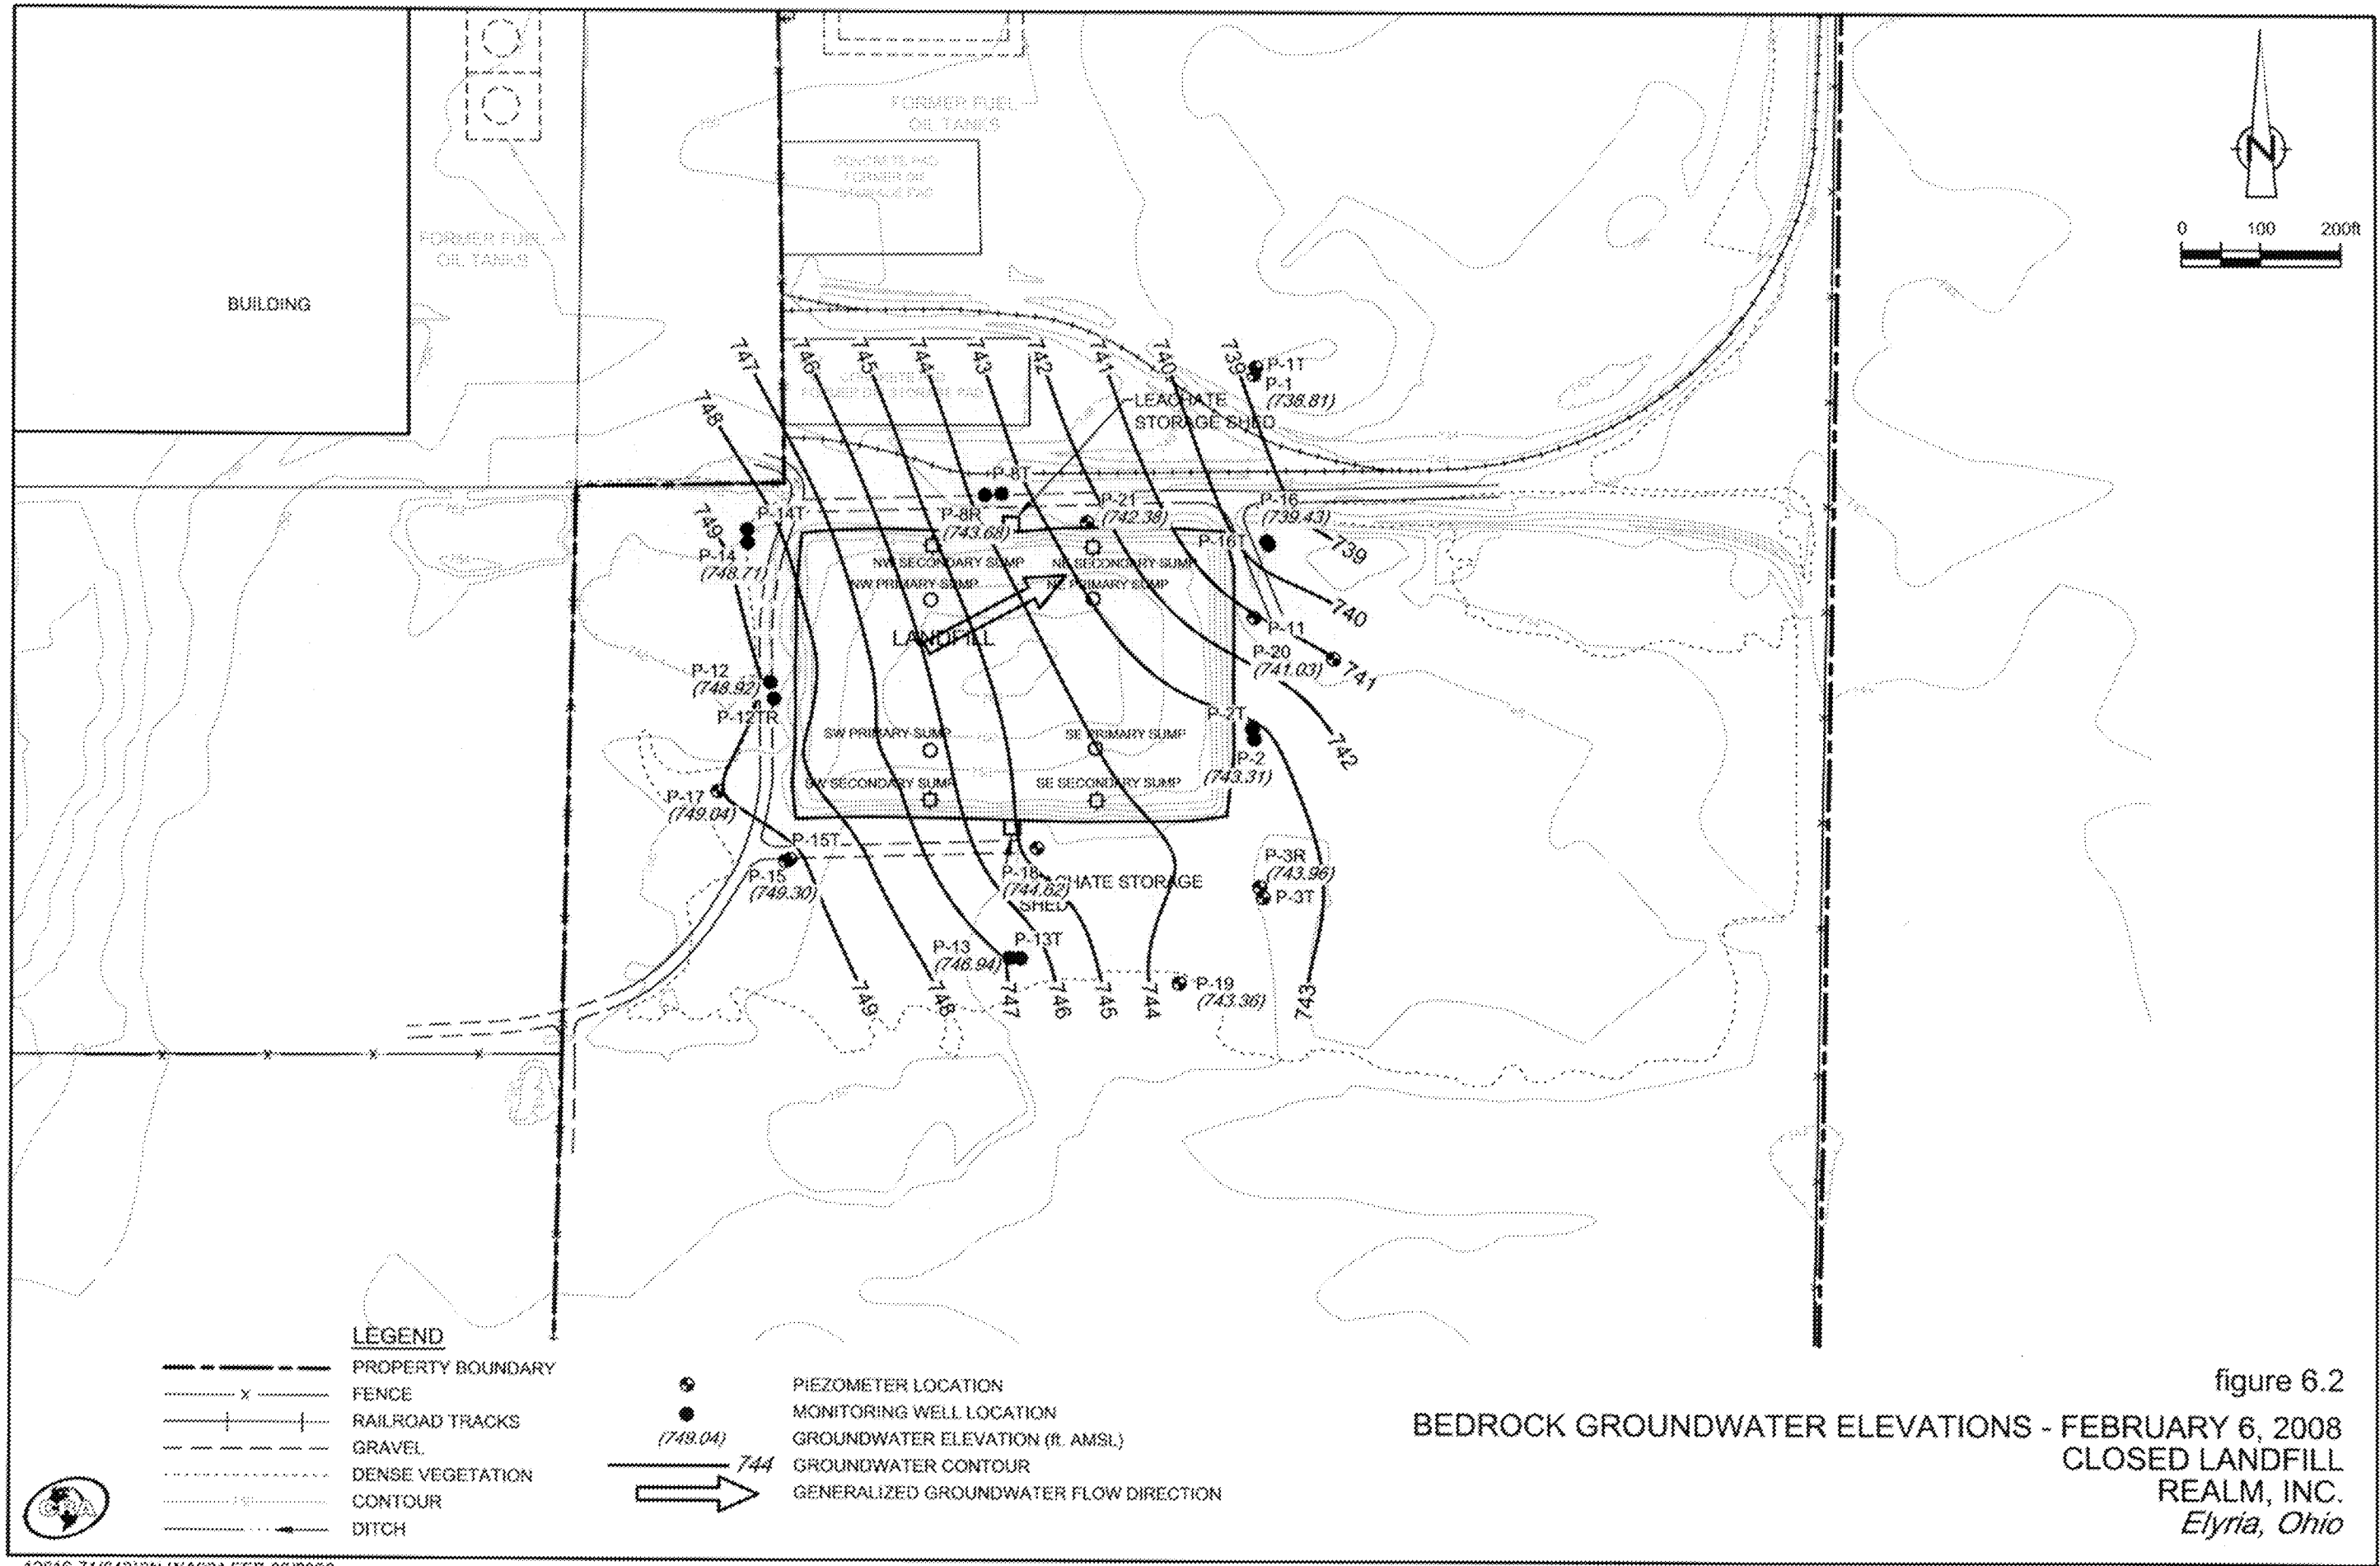 FORMER FUEL
OIL TANKS
CONCRETE PAD
FORMER OIL
STORAGE PAD
FORMER FUEL
OIL TANKS
BUILDING
N
0 100 200ft
747 746 745 744 743 742 741 740 739
P-1T
P-1
(738.81)
748
LEACHATE
STORAGE SHED
P-8T
P-8R
(743.68)
P-21
(742.38)
P-16
(739.43)
P-16T
739
749
P-14T
P-14
(748.71)
NW SECONDARY SUMP
NE SECONDARY SUMP
NW PRIMARY SUMP
PRIMARY SUMP
740
LANDFILL
P-11
P-20
(741.03)
741
P-12
(748.92)
P-12TR
P-2T
P-2
(743.31)
742
SW PRIMARY SUMP
SE PRIMARY SUMP
SW SECONDARY SUMP
SE SECONDARY SUMP
P-17
(749.04)
P-15T
P-15
(749.30)
P-18
(744.62)
HATE STORAGE
SHED
P-3R
(743.96)
P-3T
P-13
(746.94)
P-13T
P-19
(743.36)
749 748 747 746 745 744 743
LEGEND
PROPERTY BOUNDARY
FENCE
RAILROAD TRACKS
GRAVEL
DENSE VEGETATION
CONTOUR
DITCH
PIEZOMETER LOCATION
MONITORING WELL LOCATION
(749.04) GROUNDWATER ELEVATION (ft. AMSL)
744 GROUNDWATER CONTOUR
GENERALIZED GROUNDWATER FLOW DIRECTION
CRA
figure 6.2
BEDROCK GROUNDWATER ELEVATIONS - FEBRUARY 6, 2008
CLOSED LANDFILL
REALM, INC.
Elyria, Ohio